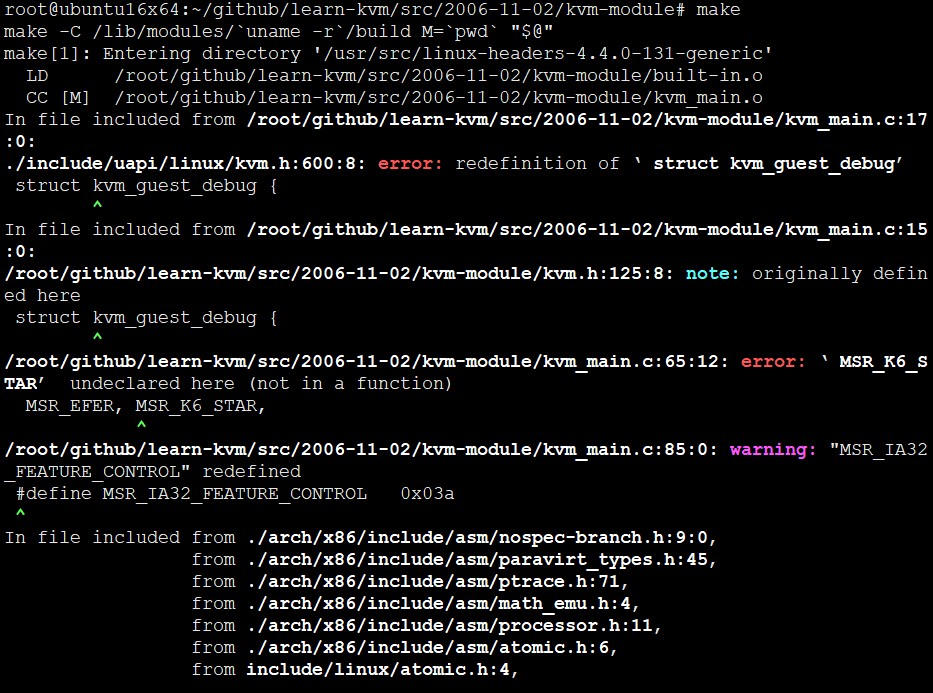 root@ubuntu16x64:~/github/learn-kvm/src/2006-11-02/kvm-module# make
make -C /lib/modules/`uname -r`/build M=`pwd` "$@"
make[1]: Entering directory '/usr/src/linux-headers-4.4.0-131-generic'
  LD      /root/github/learn-kvm/src/2006-11-02/kvm-module/built-in.o
  CC [M]  /root/github/learn-kvm/src/2006-11-02/kvm-module/kvm_main.o
In file included from /root/github/learn-kvm/src/2006-11-02/kvm-module/kvm_main.c:17
:0:
./include/uapi/linux/kvm.h:600:8: error: redefinition of ‘ struct kvm_guest_debug’
 struct kvm_guest_debug {
        ^
In file included from /root/github/learn-kvm/src/2006-11-02/kvm-module/kvm_main.c:15
:0:
/root/github/learn-kvm/src/2006-11-02/kvm-module/kvm.h:125:8: note: originally defin
ed here
 struct kvm_guest_debug {
        ^
/root/github/learn-kvm/src/2006-11-02/kvm-module/kvm_main.c:65:12: error: ‘ MSR_K6_S
TAR’  undeclared here (not in a function)
  MSR_EFER, MSR_K6_STAR,
            ^
/root/github/learn-kvm/src/2006-11-02/kvm-module/kvm_main.c:85:0: warning: "MSR_IA32
_FEATURE_CONTROL" redefined
 #define MSR_IA32_FEATURE_CONTROL   0x03a
 ^
In file included from ./arch/x86/include/asm/nospec-branch.h:9:0,
                 from ./arch/x86/include/asm/paravirt_types.h:45,
                 from ./arch/x86/include/asm/ptrace.h:71,
                 from ./arch/x86/include/asm/math_emu.h:4,
                 from ./arch/x86/include/asm/processor.h:11,
                 from ./arch/x86/include/asm/atomic.h:6,
                 from include/linux/atomic.h:4,